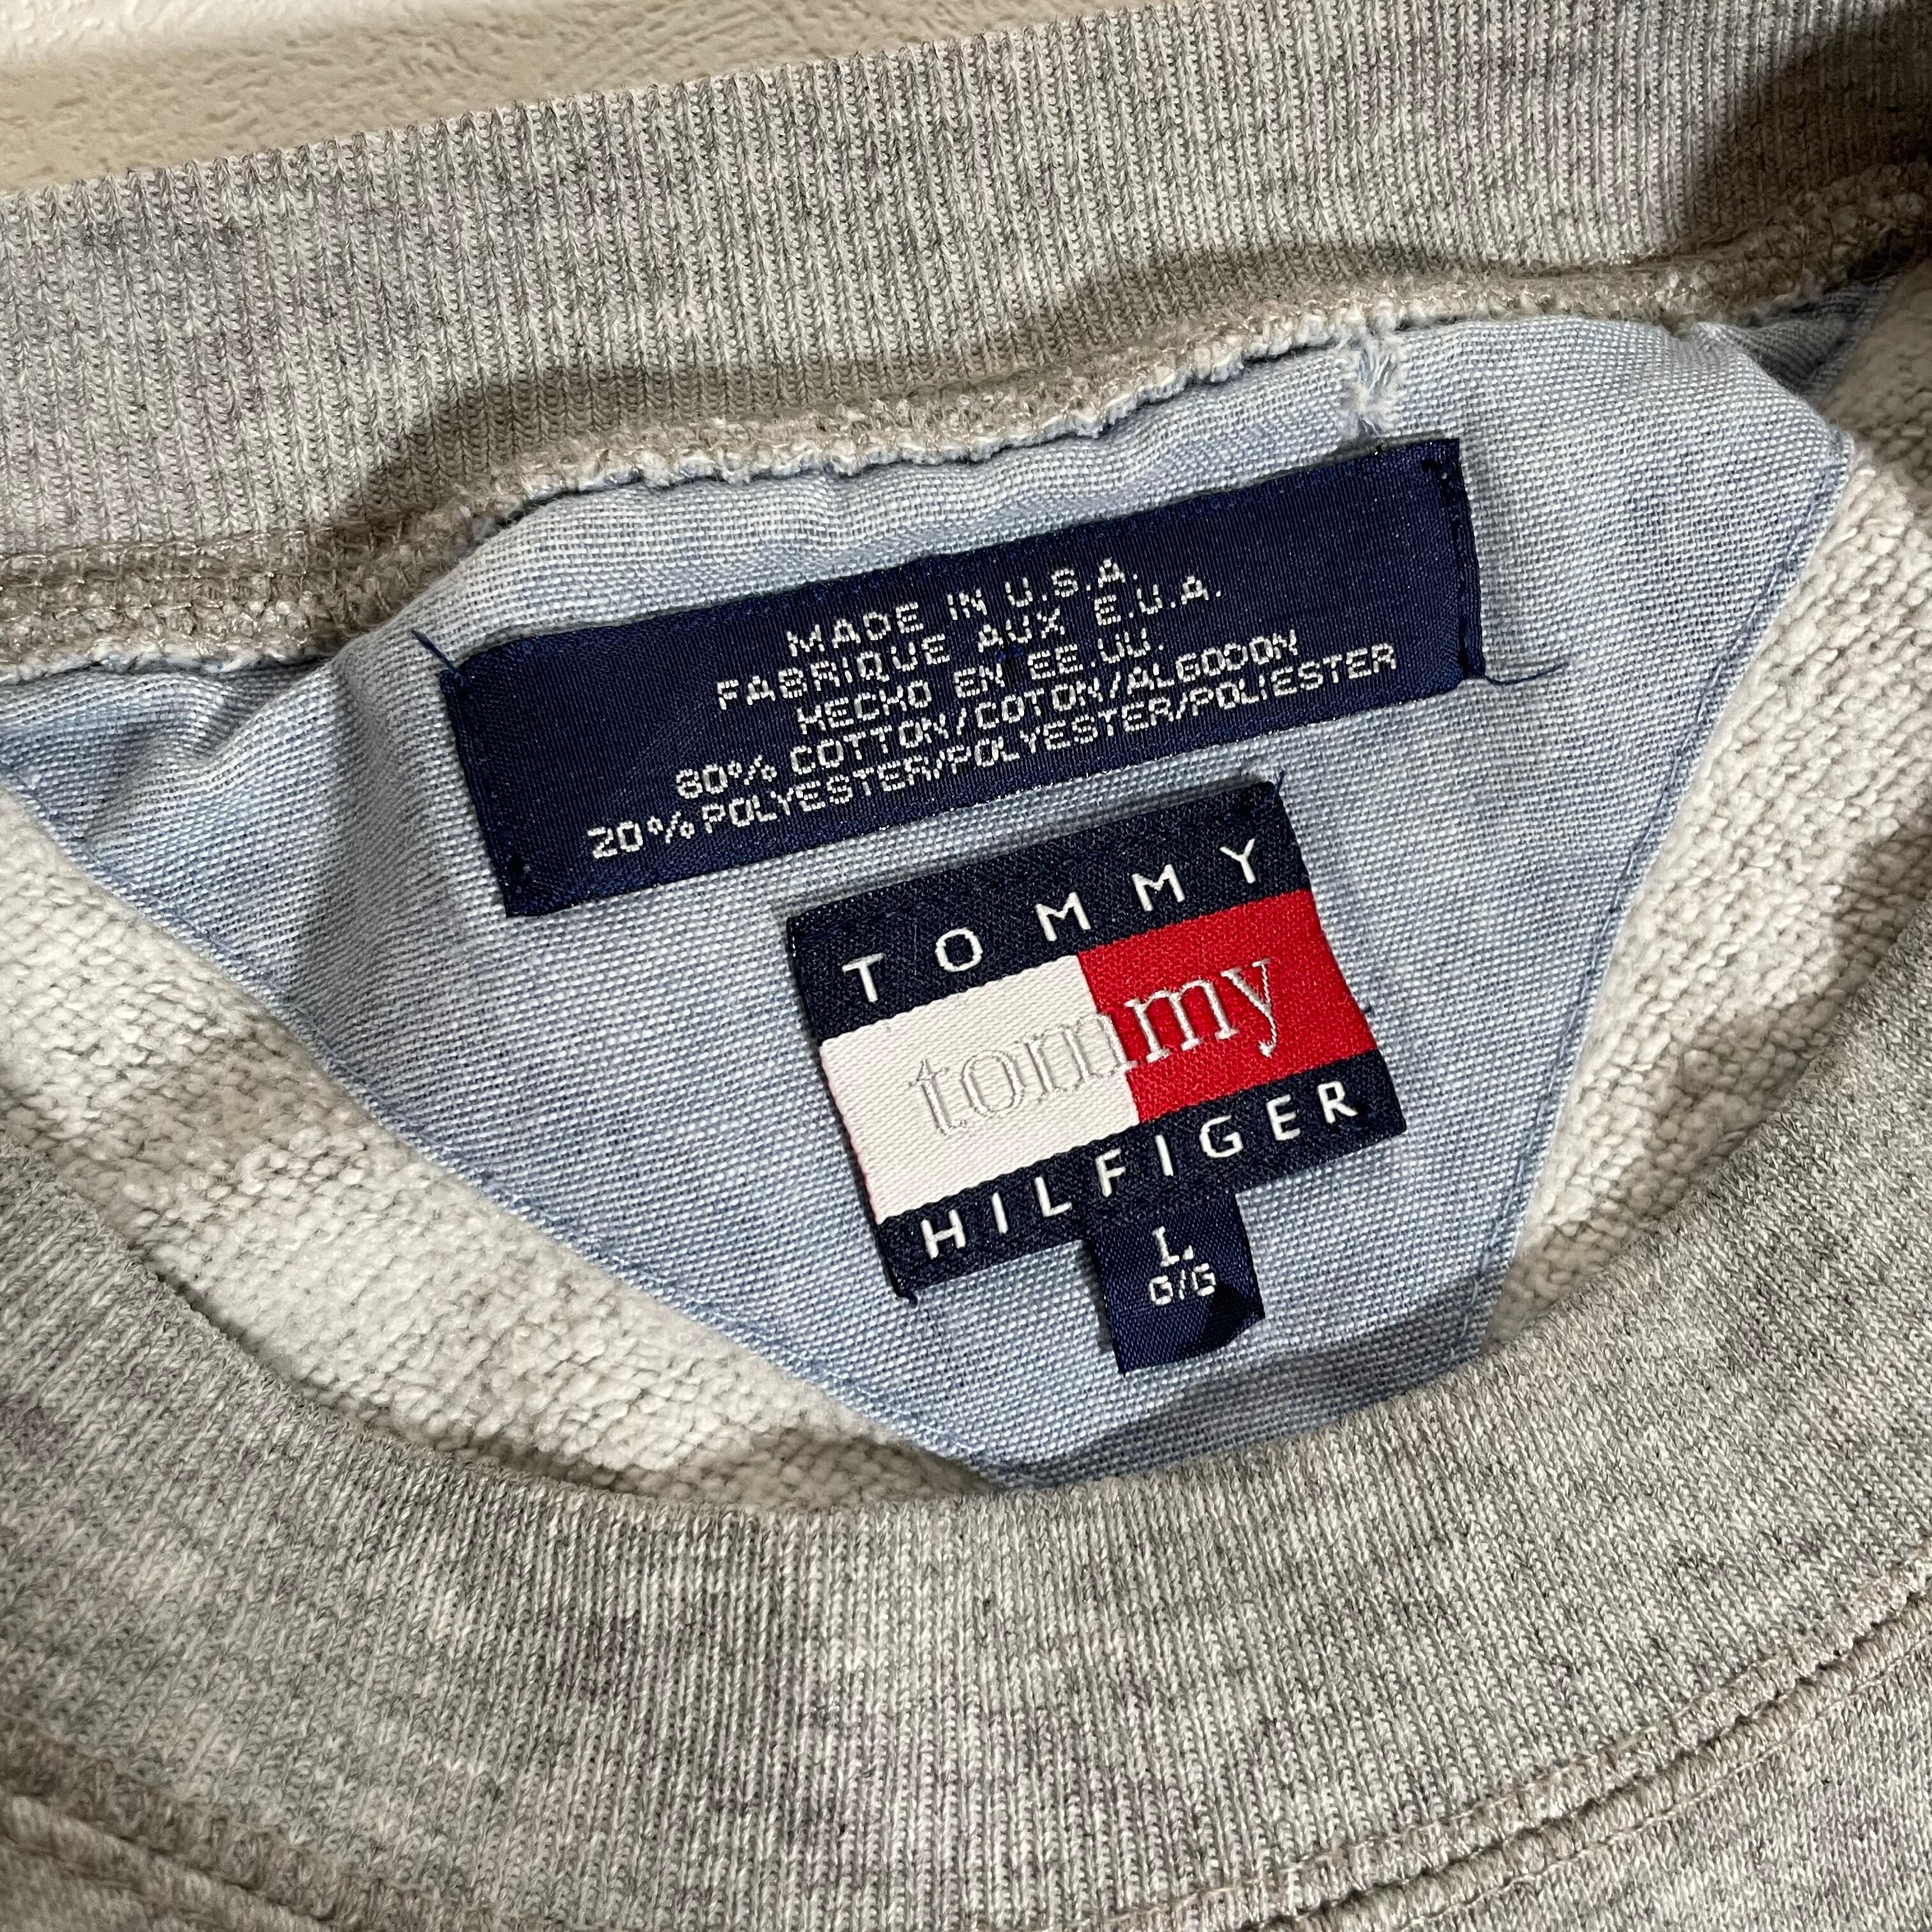 MADE IN U.S.A.
FABRIQUE AUX E.U.A.
HECHO EN EE.UU.
80% COTTON/COTON/ALGODON
20% POLYESTER/POLYESTER/POLIESTER
TOMMY
tommy
HILFIGER
L.
G/G